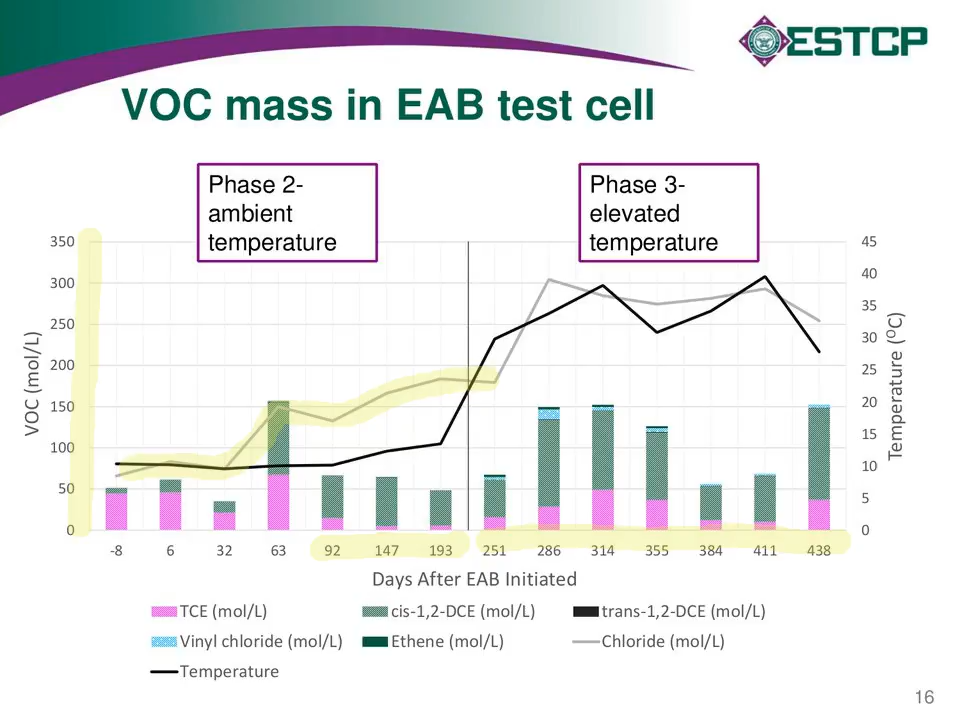 ESTCP
VOC mass in EAB test cell
Phase 2-
ambient
temperature
Phase 3-
elevated
temperature
350
300
250
200
150
100
50
0
VOC (mol/L)
45
40
35
30
25
20
15
10
5
0
Temperature (OC)
-8 6 32 63 92 147 193 251 286 314 355 384 411 438
Days After EAB Initiated
TCE (mol/L) cis-1,2-DCE (mol/L) trans-1,2-DCE (mol/L)
Vinyl chloride (mol/L) Ethene (mol/L) Chloride (mol/L)
Temperature
16